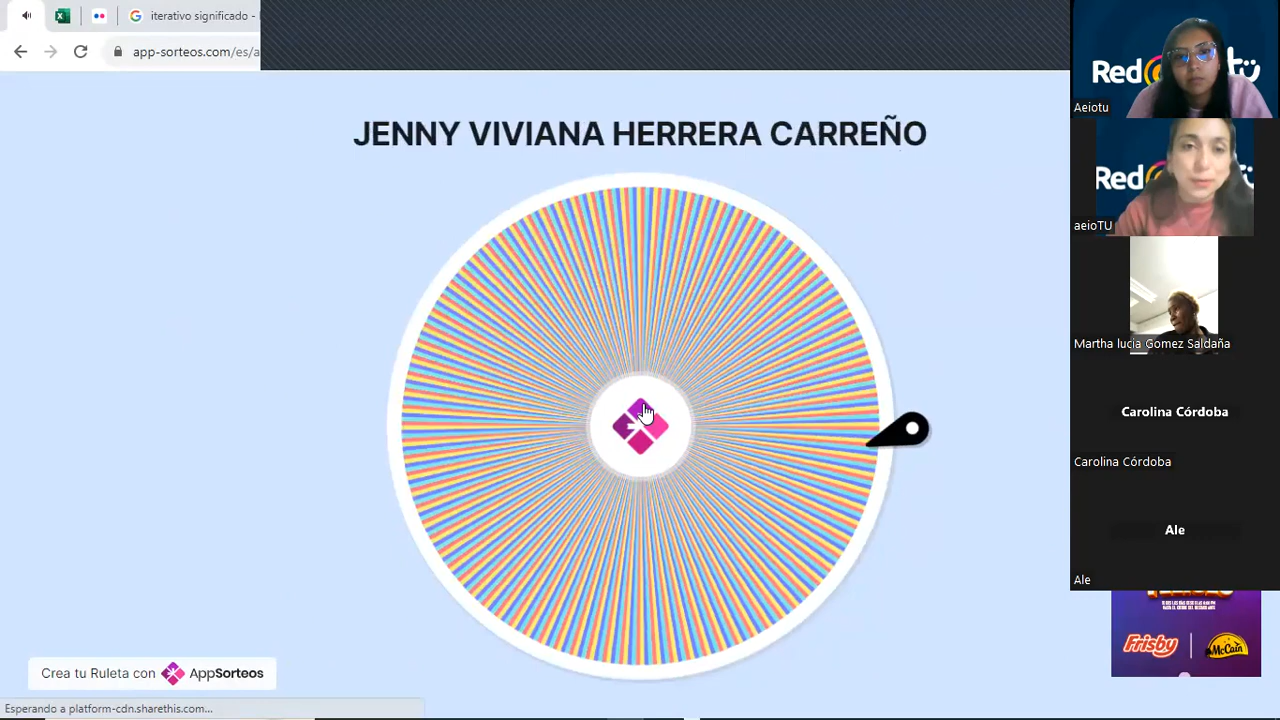 iterativo significado -
app-sorteos.com/es/a
JENNY VIVIANA HERRERA CARREÑO
Crea tu Ruleta con AppSorteos
Esperando a platform-cdn.sharethis.com...
Red tu
Aeiotu
Red
aeioTU
Martha lucia Gomez Saldaña
Carolina Córdoba
Carolina Córdoba
Ale
Ale
Frisby
McCain